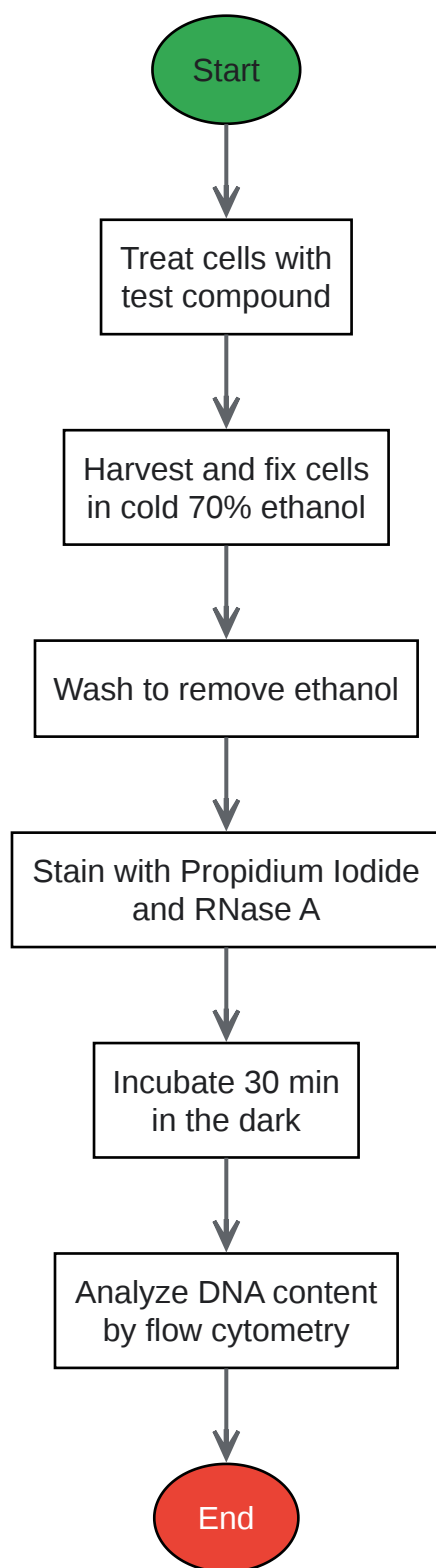 Start
Treat cells with
test compound
Harvest and fix cells
in cold 70% ethanol
Wash to remove ethanol
Stain with Propidium Iodide
and RNase A
Incubate 30 min
in the dark
Analyze DNA content
by flow cytometry
End